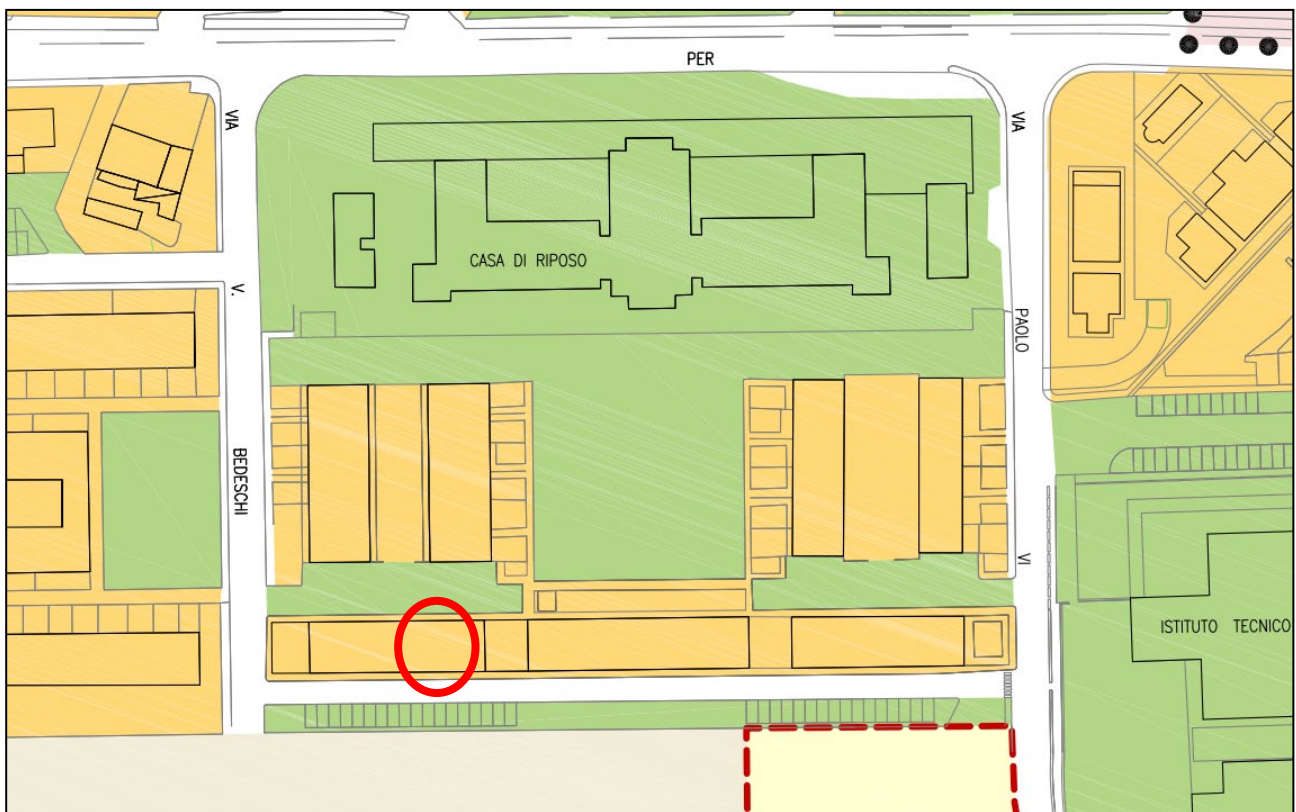 PER
VIA
VIA
CASA DI RIPOSO
V.
PAOLO
BEDESCHI
VI
ISTITUTO TECNICO